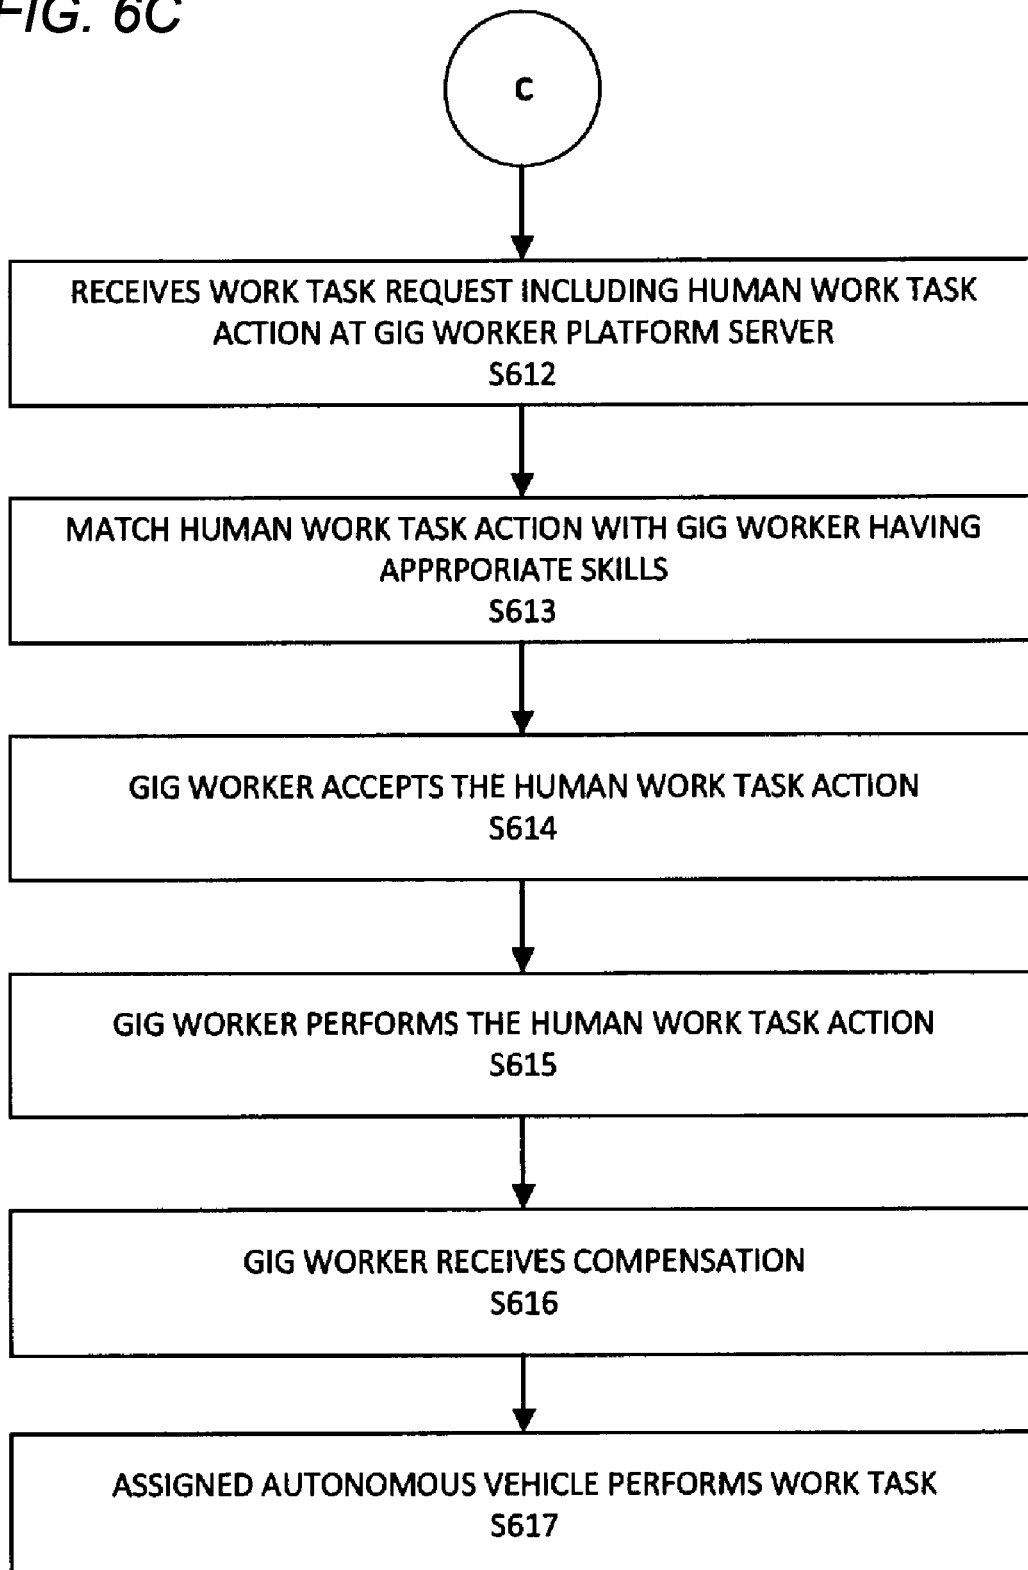 FIG. 6C
C
RECEIVES WORK TASK REQUEST INCLUDING HUMAN WORK TASK
ACTION AT GIG WORKER PLATFORM SERVER
S612
MATCH HUMAN WORK TASK ACTION WITH GIG WORKER HAVING
APPRPORIATE SKILLS
S613
GIG WORKER ACCEPTS THE HUMAN WORK TASK ACTION
S614
GIG WORKER PERFORMS THE HUMAN WORK TASK ACTION
S615
GIG WORKER RECEIVES COMPENSATION
S616
ASSIGNED AUTONOMOUS VEHICLE PERFORMS WORK TASK
S617